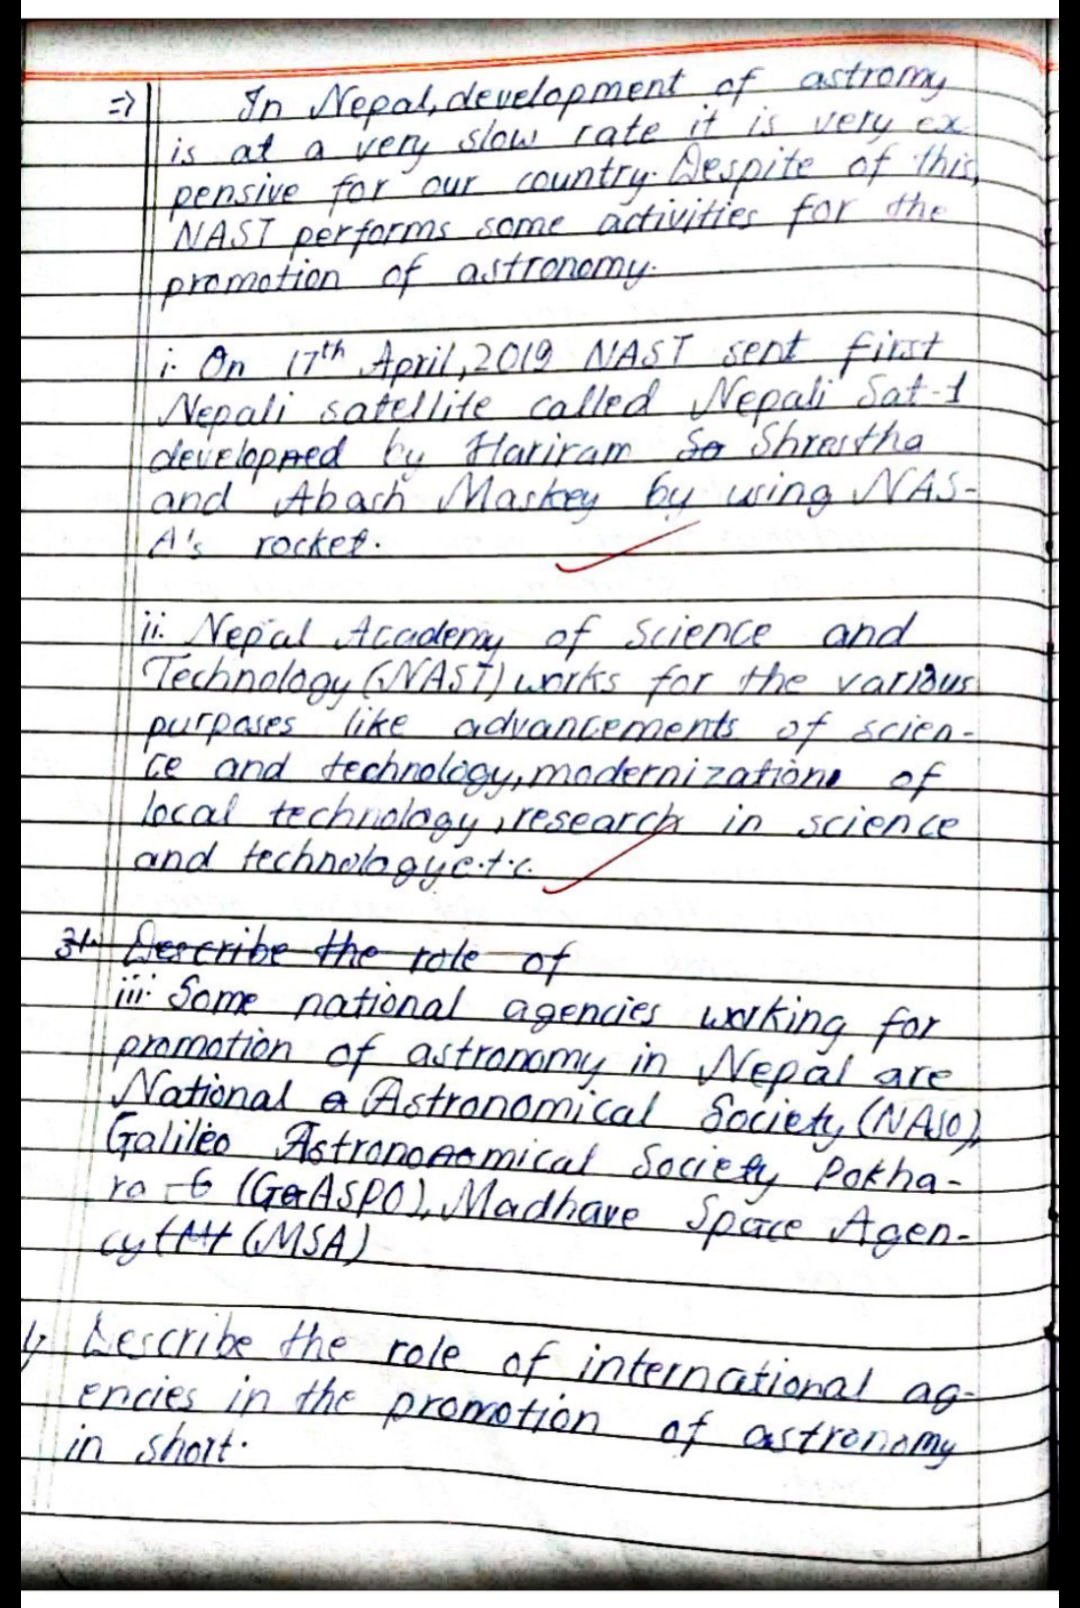 => In Nepal, development of astromy
is at a very slow rate it is very ex
pensive for our country. Despite of this,
NAST performs some activities for the
promotion of astronomy.
i. On 17th April, 2019 NAST sent first
Nepali satellite called Nepali Sat-1
developed by Hariram Shrestha
and Abash Maskey by using NAS-
A's rocket.
ii. Nepal Academy of Science and
Technology (NAST) works for the various
purposes like advancements of scien-
ce and technology, modernization of
local technology, research in science
and technology e.t.c.
31. Describe the role of
iii. Some national agencies working for
promotion of astronomy in Nepal are
National Astronomical Society (NASO),
Galileo Astronomical Society Pokha-
ra - G (GASPO), Madhave Space Agen-
cy (MSA)
Describe the role of international ag-
encies in the promotion of astronomy
in short.